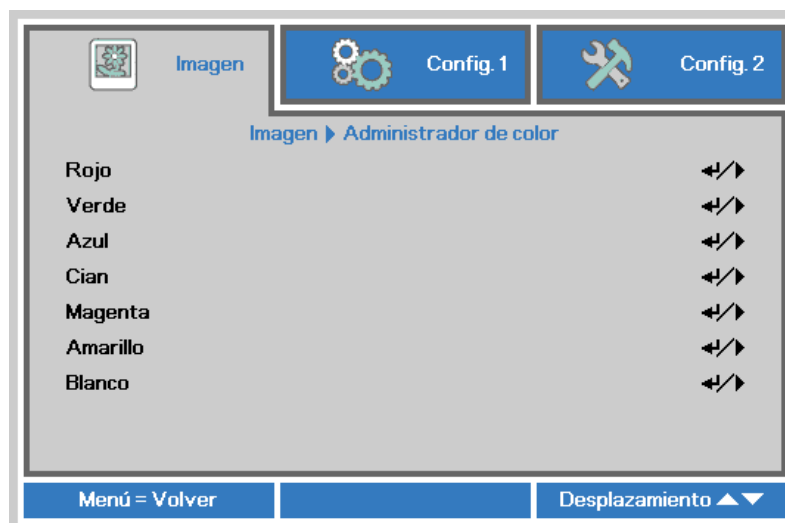 Imagen
Config. 1
Config. 2
Imagen Administrador de color
Rojo
Verde
Azul
Cian
Magenta
Amarillo
Blanco
Menú = Volver
Desplazamiento